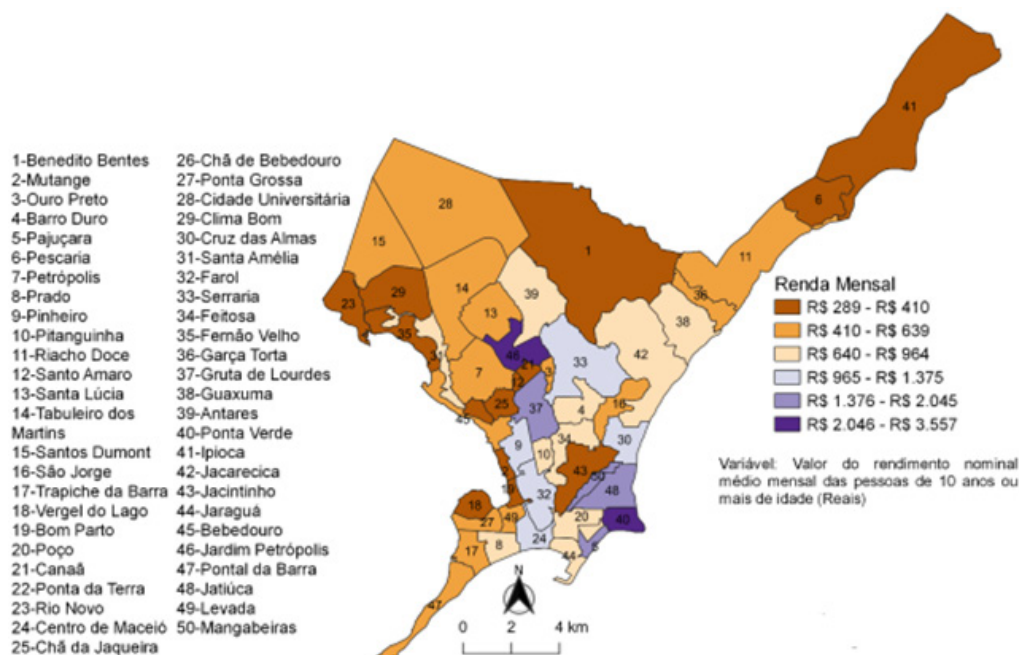 1-Benedito Bentes
2-Mutange
3-Ouro Preto
4-Barro Duro
5-Pajuçara
6-Pescaria
7-Petrópolis
8-Prado
9-Pinheiro
10-Pitanguinha
11-Riacho Doce
12-Santo Amaro
13-Santa Lúcia
14-Tabuleiro dos
Martins
15-Santos Dumont
16-São Jorge
17-Trapiche da Barra
18-Vergel do Lago
19-Bom Parto
20-Poço
21-Canaã
22-Ponta da Terra
23-Rio Novo
24-Centro de Maceió
25-Chã da Jaqueira
26-Chã de Bebedouro
27-Ponta Grossa
28-Cidade Universitária
29-Clima Bom
30-Cruz das Almas
31-Santa Amélia
32-Farol
33-Serraria
34-Feitosa
35-Fernão Velho
36-Garça Torta
37-Gruta de Lourdes
38-Guaxuma
39-Antares
40-Ponta Verde
41-Ipioca
42-Jacarecica
43-Jacintinho
44-Jaraguá
45-Bebedouro
46-Jardim Petrópolis
47-Pontal da Barra
48-Jatiúca
49-Levada
50-Mangabeiras
41
6
28
11
15
1
36
29
14
39
23
13
38
35
46
21
42
31
33
7
12
3
25
16
45
37
4
9
34
30
10
43
2
50
19
48
18
32
40
49
20
27
24
5
8
17
44
47
Renda Mensal
R$ 289 - R$ 410
R$ 410 - R$ 639
R$ 640 - R$ 964
R$ 965 - R$ 1.375
R$ 1.376 - R$ 2.045
R$ 2.046 - R$ 3.557
Variável: Valor do rendimento nominal
médio mensal das pessoas de 10 anos ou
mais de idade (Reais)
N
0 2 4 km